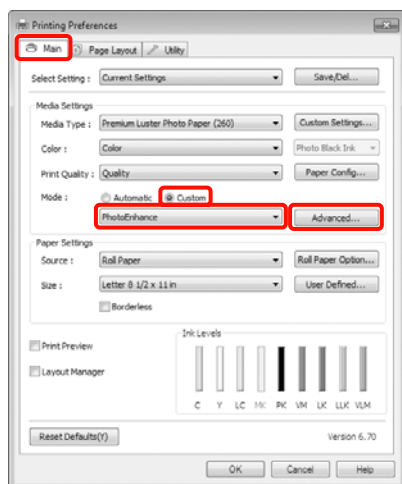 Printing Preferences
Main Page Layout Utility
Select Setting : Current Settings Save/Del...
Media Settings
Media Type : Premium Luster Photo Paper (260) Custom Settings...
Color : Color Photo Black Ink
Print Quality : Quality Paper Config...
Mode : Automatic Custom
PhotoEnhance Advanced...
Paper Settings
Source : Roll Paper Roll Paper Option...
Size : Letter 8 1/2 x 11 in User Defined...
Borderless
Ink Levels
Print Preview
Layout Manager
C Y LC MK PK VM LK LLK VLM
Reset Defaults(Y) Version 6.70
OK Cancel Help